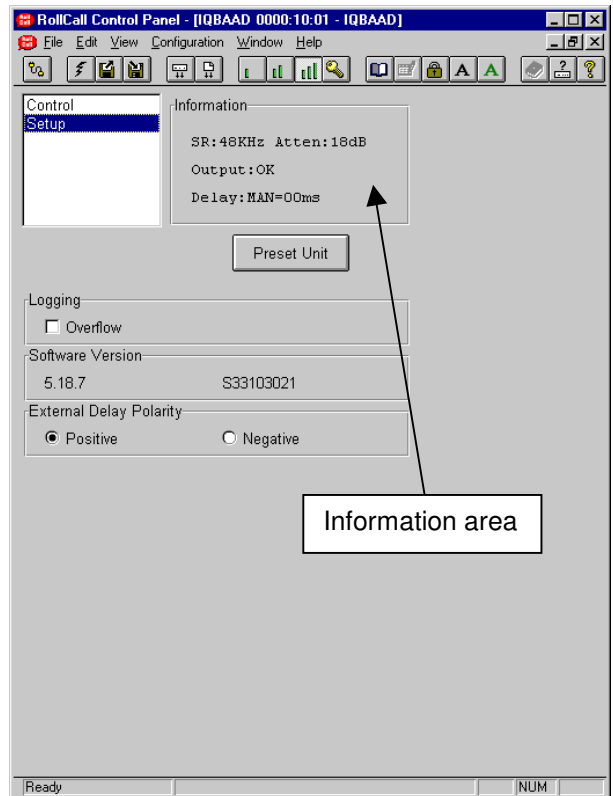 RollCall Control Panel - [IQBAAD 0000:10:01 - IQBAAD]
File Edit View Configuration Window Help
A A
Control
Setup
Information
SR:48KHz Atten:18dB
Output:OK
Delay:MAN=00ms
Preset Unit
Logging
Overflow
Software Version
5.18.7 S33103021
External Delay Polarity
Positive Negative
Information area
Ready NUM